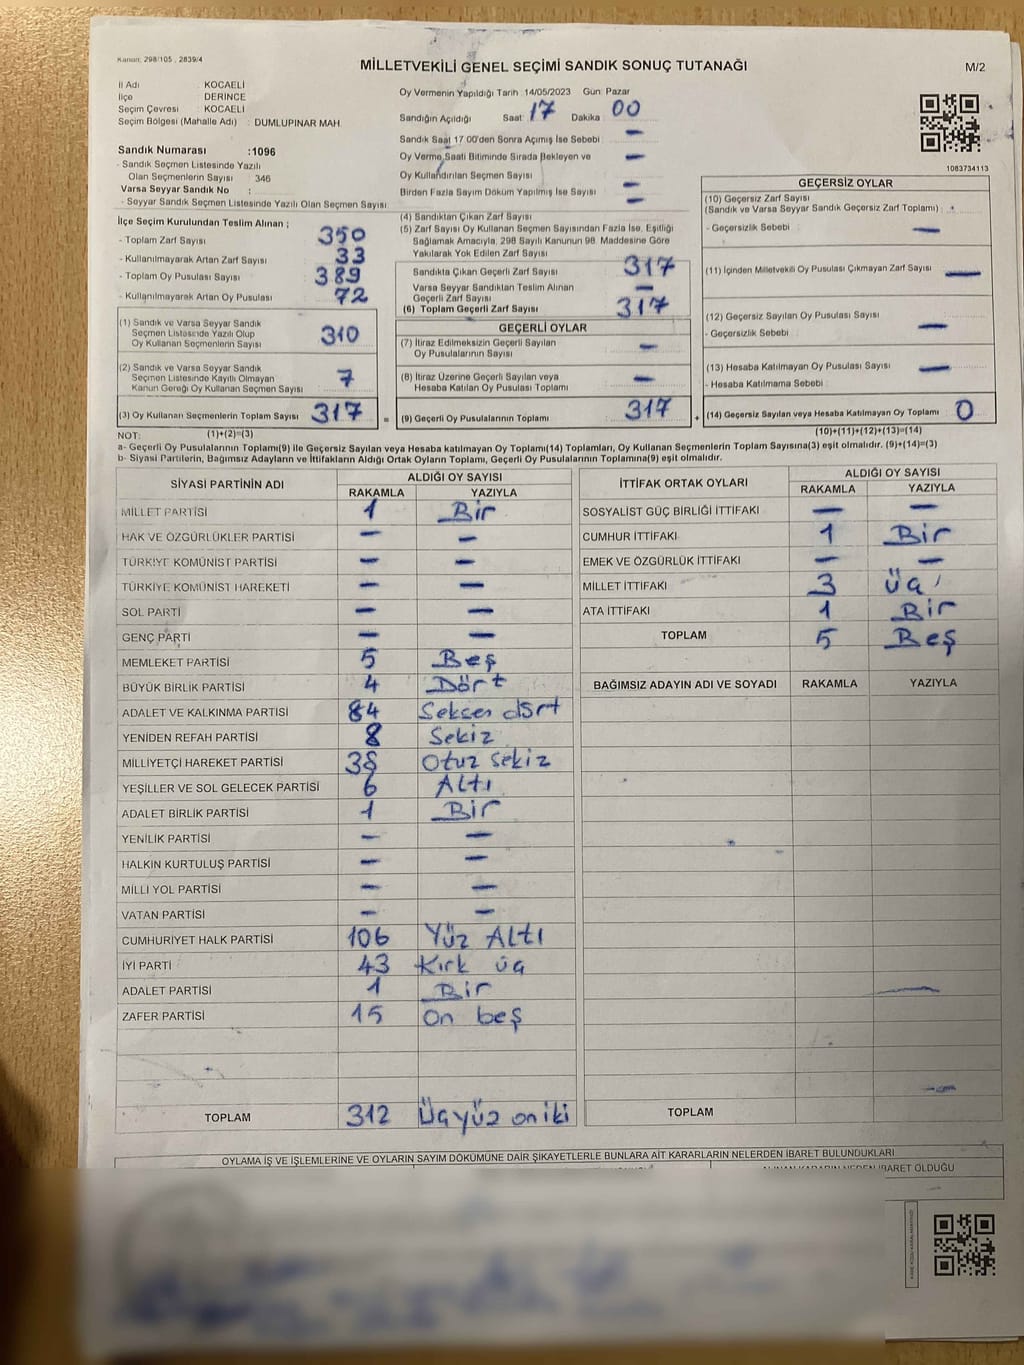 Kanun: 298/105 , 2839/4
MİLLETVEKİLİ GENEL SEÇİMİ SANDIK SONUÇ TUTANAĞI
M/2
İl Adı : KOCAELİ
İlçe : DERİNCE
Seçim Çevresi : KOCAELİ
Seçim Bölgesi (Mahalle Adı) : DUMLUPINAR MAH.
Oy Vermenin Yapıldığı Tarih :14/05/2023 Gün: Pazar
Sandığın Açıldığı Saat: 17 Dakika : 00
Sandık Saat 17:00'den Sonra Açılmış İse Sebebi : —
Oy Verme Saati Bitiminde Sırada Bekleyen ve —
Oy Kullandırılan Seçmen Sayısı : —
Birden Fazla Sayım Döküm Yapılmış İse Sayısı : —
1083734113
Sandık Numarası :1096
- Sandık Seçmen Listesinde Yazılı
Olan Seçmenlerin Sayısı : 346
Varsa Seyyar Sandık No :
- Seyyar Sandık Seçmen Listesinde Yazılı Olan Seçmen Sayısı:
İlçe Seçim Kurulundan Teslim Alınan ;
- Toplam Zarf Sayısı : 350
- Kullanılmayarak Artan Zarf Sayısı : 33
- Toplam Oy Pusulası Sayısı : 389
- Kullanılmayarak Artan Oy Pusulası : 72
(1) Sandık ve Varsa Seyyar Sandık
Seçmen Listesinde Yazılı Olup
Oy Kullanan Seçmenlerin Sayısı : 310
(2) Sandık ve Varsa Seyyar Sandık
Seçmen Listesinde Kayıtlı Olmayan
Kanun Gereği Oy Kullanan Seçmen Sayısı : 7
(3) Oy Kullanan Seçmenlerin Toplam Sayısı : 317 =
(4) Sandıktan Çıkan Zarf Sayısı :
(5) Zarf Sayısı Oy Kullanan Seçmen Sayısından Fazla İse, Eşitliği
Sağlamak Amacıyla, 298 Sayılı Kanunun 98. Maddesine Göre
Yakılarak Yok Edilen Zarf Sayısı :
Sandıkta Çıkan Geçerli Zarf Sayısı : 317
Varsa Seyyar Sandıktan Teslim Alınan
Geçerli Zarf Sayısı : —
(6) Toplam Geçerli Zarf Sayısı : 317
GEÇERLİ OYLAR
(7) İtiraz Edilmeksizin Geçerli Sayılan
Oy Pusulalarının Sayısı : —
(8) İtiraz Üzerine Geçerli Sayılan veya
Hesaba Katılan Oy Pusulası Toplamı : —
(9) Geçerli Oy Pusulalarının Toplamı : 317 +
GEÇERSİZ OYLAR
(10) Geçersiz Zarf Sayısı
(Sandık ve Varsa Seyyar Sandık Geçersiz Zarf Toplamı) :
- Geçersizlik Sebebi : —
(11) İçinden Milletvekili Oy Pusulası Çıkmayan Zarf Sayısı : —
(12) Geçersiz Sayılan Oy Pusulası Sayısı :
- Geçersizlik Sebebi : —
(13) Hesaba Katılmayan Oy Pusulası Sayısı : —
- Hesaba Katılmama Sebebi :
(14) Geçersiz Sayılan veya Hesaba Katılmayan Oy Toplamı : 0
NOT: (1)+(2)=(3)
(10)+(11)+(12)+(13)=(14)
a- Geçerli Oy Pusulalarının Toplamı(9) ile Geçersiz Sayılan veya Hesaba katılmayan Oy Toplamı(14) Toplamları, Oy Kullanan Seçmenlerin Toplam Sayısına(3) eşit olmalıdır. (9)+(14)=(3)
b- Siyasi Partilerin, Bağımsız Adayların ve İttifakların Aldığı Ortak Oyların Toplamı, Geçerli Oy Pusulalarının Toplamına(9) eşit olmalıdır.
SİYASİ PARTİNİN ADI ALDIĞI OY SAYISI
RAKAMLA YAZIYLA
MİLLET PARTİSİ 1 Bir
HAK VE ÖZGÜRLÜKLER PARTİSİ — —
TÜRKİYE KOMÜNİST PARTİSİ — —
TÜRKİYE KOMÜNİST HAREKETİ — —
SOL PARTİ — —
GENÇ PARTİ — —
MEMLEKET PARTİSİ 5 Beş
BÜYÜK BİRLİK PARTİSİ 4 Dört
ADALET VE KALKINMA PARTİSİ 84 Seksen dört
YENİDEN REFAH PARTİSİ 8 Sekiz
MİLLİYETÇİ HAREKET PARTİSİ 38 Otuz sekiz
YEŞİLLER VE SOL GELECEK PARTİSİ 6 Altı
ADALET BİRLİK PARTİSİ 1 Bir
YENİLİK PARTİSİ — —
HALKIN KURTULUŞ PARTİSİ — —
MİLLİ YOL PARTİSİ — —
VATAN PARTİSİ — —
CUMHURİYET HALK PARTİSİ 106 Yüz Altı
İYİ PARTİ 43 Kırk üç
ADALET PARTİSİ 1 Bir
ZAFER PARTİSİ 15 On beş
TOPLAM 312 Üçyüz oniki
İTTİFAK ORTAK OYLARI ALDIĞI OY SAYISI
RAKAMLA YAZIYLA
SOSYALİST GÜÇ BİRLİĞİ İTTİFAKI — —
CUMHUR İTTİFAKI 1 Bir
EMEK VE ÖZGÜRLÜK İTTİFAKI — —
MİLLET İTTİFAKI 3 Üç
ATA İTTİFAKI 1 Bir
TOPLAM 5 Beş
BAĞIMSIZ ADAYIN ADI VE SOYADI RAKAMLA YAZIYLA
TOPLAM
OYLAMA İŞ VE İŞLEMLERİNE VE OYLARIN SAYIM DÖKÜMÜNE DAİR ŞİKAYETLERLE BUNLARA AİT KARARLARIN NELERDEN İBARET BULUNDUKLARI
ALINAN KARARIN NEDEN İBARET OLDUĞU